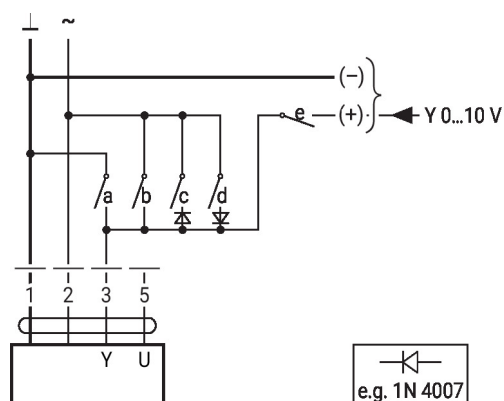 ⊥ ~
(–)
e (+) Y 0...10 V
a b c d
1 2 3 5
Y U
e.g. 1N 4007